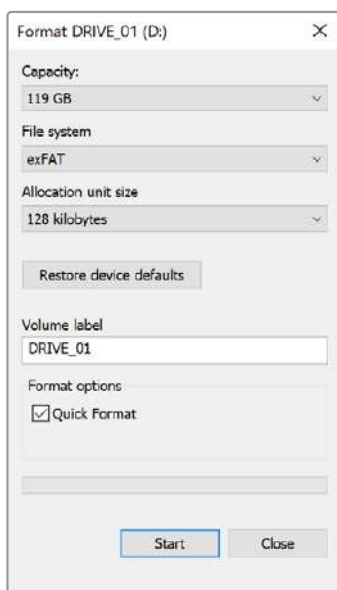 Format DRIVE_01 (D:)
Capacity:
119 GB
File system
exFAT
Allocation unit size
128 kilobytes
Restore device defaults
Volume label
DRIVE_01
Format options
Quick Format
Start Close